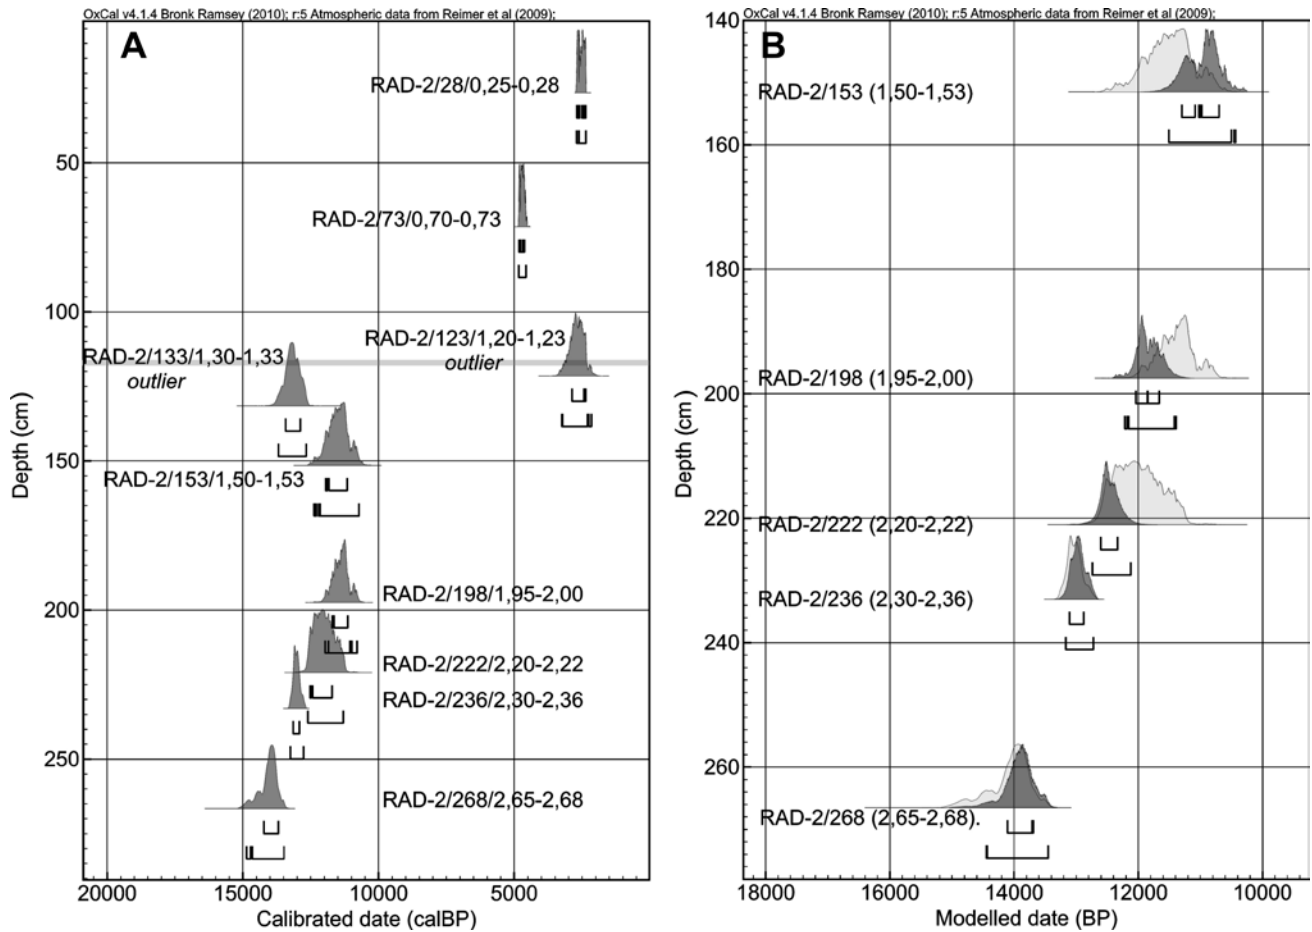 OxCal v4.1.4 Bronk Ramsey (2010); r:5 Atmospheric data from Reimer et al (2009);
A
RAD-2/28/0,25-0,28
50
RAD-2/73/0,70-0,73
100
RAD-2/123/1,20-1,23
outlier
RAD-2/133/1,30-1,33
outlier
150
RAD-2/153/1,50-1,53
RAD-2/198/1,95-2,00
200
RAD-2/222/2,20-2,22
RAD-2/236/2,30-2,36
250
RAD-2/268/2,65-2,68
Depth (cm)
20000 15000 10000 5000
Calibrated date (calBP)
OxCal v4.1.4 Bronk Ramsey (2010); r:5 Atmospheric data from Reimer et al (2009);
140
B
RAD-2/153 (1,50-1,53)
160
180
RAD-2/198 (1,95-2,00)
200
RAD-2/222 (2,20-2,22)
220
RAD-2/236 (2,30-2,36)
240
260
RAD-2/268 (2,65-2,68).
Depth (cm)
18000 16000 14000 12000 10000
Modelled date (BP)